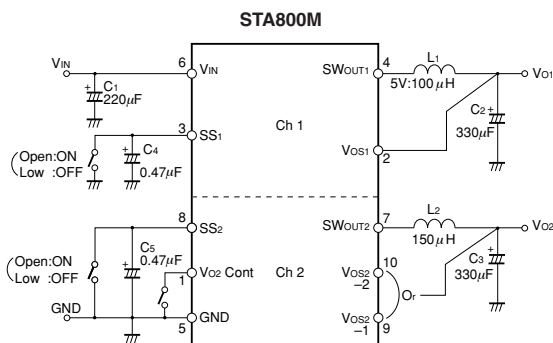 STA800M
VIN
6
VIN
+
C1
220μF
3
SS1
Open:ON
Low :OFF
+
C4
0.47μF
Ch 1
SWOUT1
4
L1
5V:100μH
VO1
+
C2
330μF
VOS1
2
8
SS2
Open:ON
Low :OFF
+
C5
0.47μF
1
VO2 Cont
Ch 2
GND
5
GND
SWOUT2
7
L2
150μH
VO2
+
C3
330μF
10
VOS2
–2
Or
VOS2
–1
9